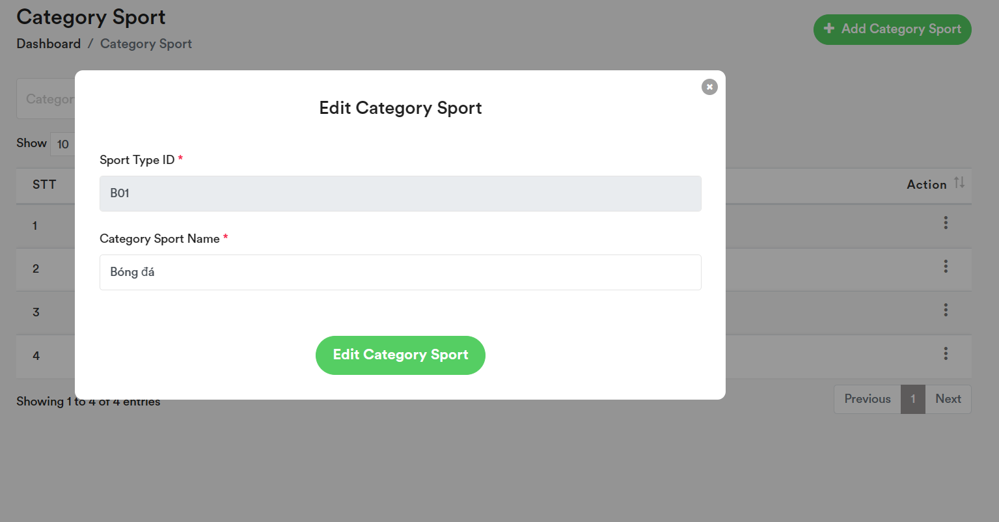 Category Sport
Dashboard / Category Sport
+ Add Category Sport
Categor
Show 10
STT
Action
1
2
3
4
Showing 1 to 4 of 4 entries
Previous 1 Next
Edit Category Sport
Sport Type ID *
B01
Category Sport Name *
Bóng đá
Edit Category Sport